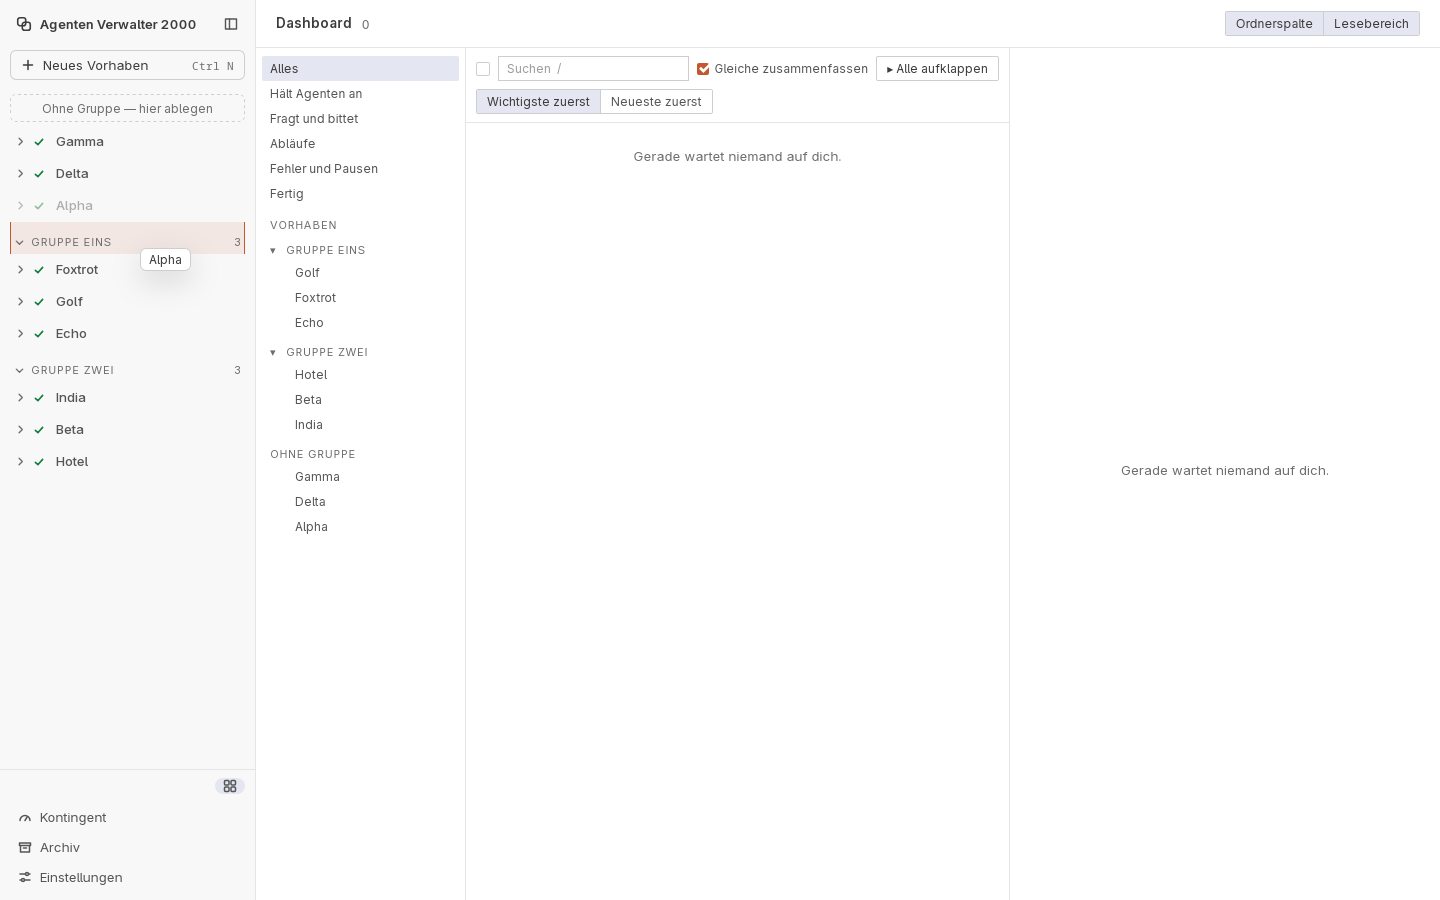 Agenten Verwalter 2000
Neues Vorhaben Ctrl N
Ohne Gruppe — hier ablegen
Gamma
Delta
Alpha
GRUPPE EINS 3
Alpha
Foxtrot
Golf
Echo
GRUPPE ZWEI 3
India
Beta
Hotel
Kontingent
Archiv
Einstellungen
Dashboard 0
Ordnerspalte Lesebereich
Alles
Hält Agenten an
Fragt und bittet
Abläufe
Fehler und Pausen
Fertig
VORHABEN
▾ GRUPPE EINS
Golf
Foxtrot
Echo
▾ GRUPPE ZWEI
Hotel
Beta
India
OHNE GRUPPE
Gamma
Delta
Alpha
Suchen / Gleiche zusammenfassen ▸ Alle aufklappen
Wichtigste zuerst Neueste zuerst
Gerade wartet niemand auf dich.
Gerade wartet niemand auf dich.